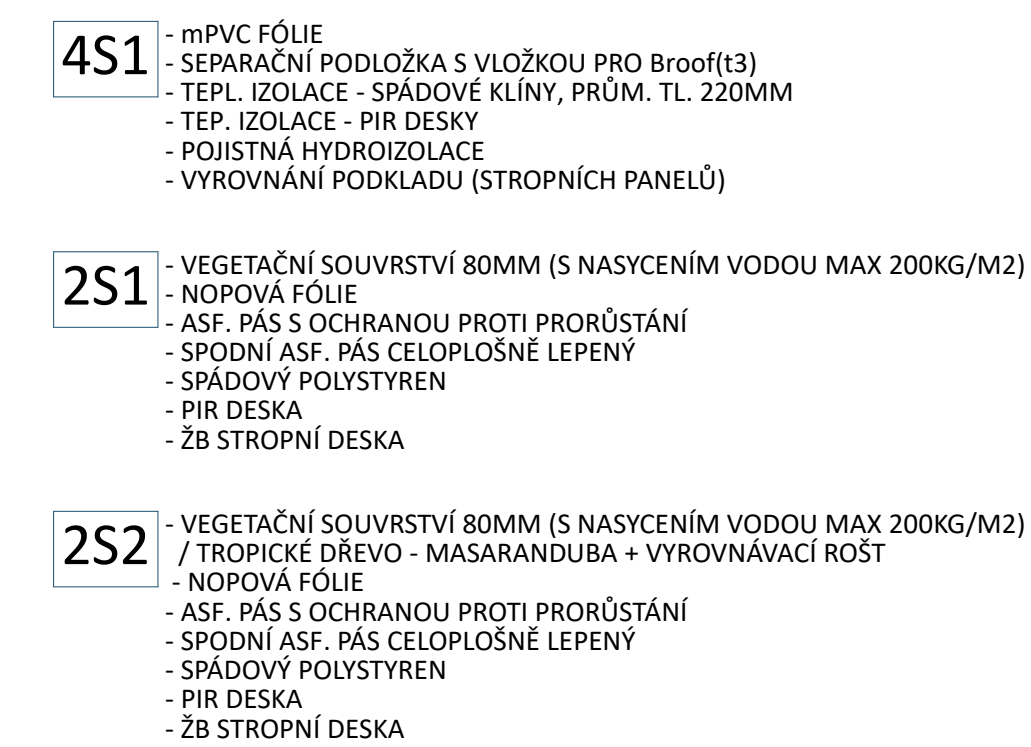 4S1
- mPVC FÓLIE
- SEPARAČNÍ PODLOŽKA S VLOŽKOU PRO Broof(t3)
- TEPL. IZOLACE - SPÁDOVÉ KLÍNY, PRŮM. TL. 220MM
- TEP. IZOLACE - PIR DESKY
- POJISTNÁ HYDROIZOLACE
- VYROVNÁNÍ PODKLADU (STROPNÍCH PANELŮ)
2S1
- VEGETAČNÍ SOUVRSTVÍ 80MM (S NASYCENÍM VODOU MAX 200KG/M2)
- NOPOVÁ FÓLIE
- ASF. PÁS S OCHRANOU PROTI PRORŮSTÁNÍ
- SPODNÍ ASF. PÁS CELOPLOŠNĚ LEPENÝ
- SPÁDOVÝ POLYSTYREN
- PIR DESKA
- ŽB STROPNÍ DESKA
2S2
- VEGETAČNÍ SOUVRSTVÍ 80MM (S NASYCENÍM VODOU MAX 200KG/M2)
/ TROPICKÉ DŘEVO - MASARANDUBA + VYROVNÁVACÍ ROŠT
- NOPOVÁ FÓLIE
- ASF. PÁS S OCHRANOU PROTI PRORŮSTÁNÍ
- SPODNÍ ASF. PÁS CELOPLOŠNĚ LEPENÝ
- SPÁDOVÝ POLYSTYREN
- PIR DESKA
- ŽB STROPNÍ DESKA